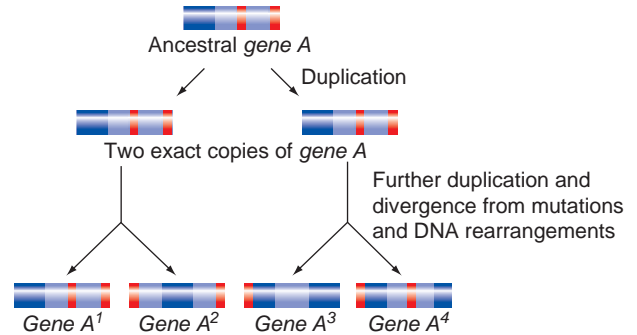 Ancestral gene A
Duplication
Two exact copies of gene A
Further duplication and
divergence from mutations
and DNA rearrangements
Gene A¹ Gene A² Gene A³ Gene A⁴